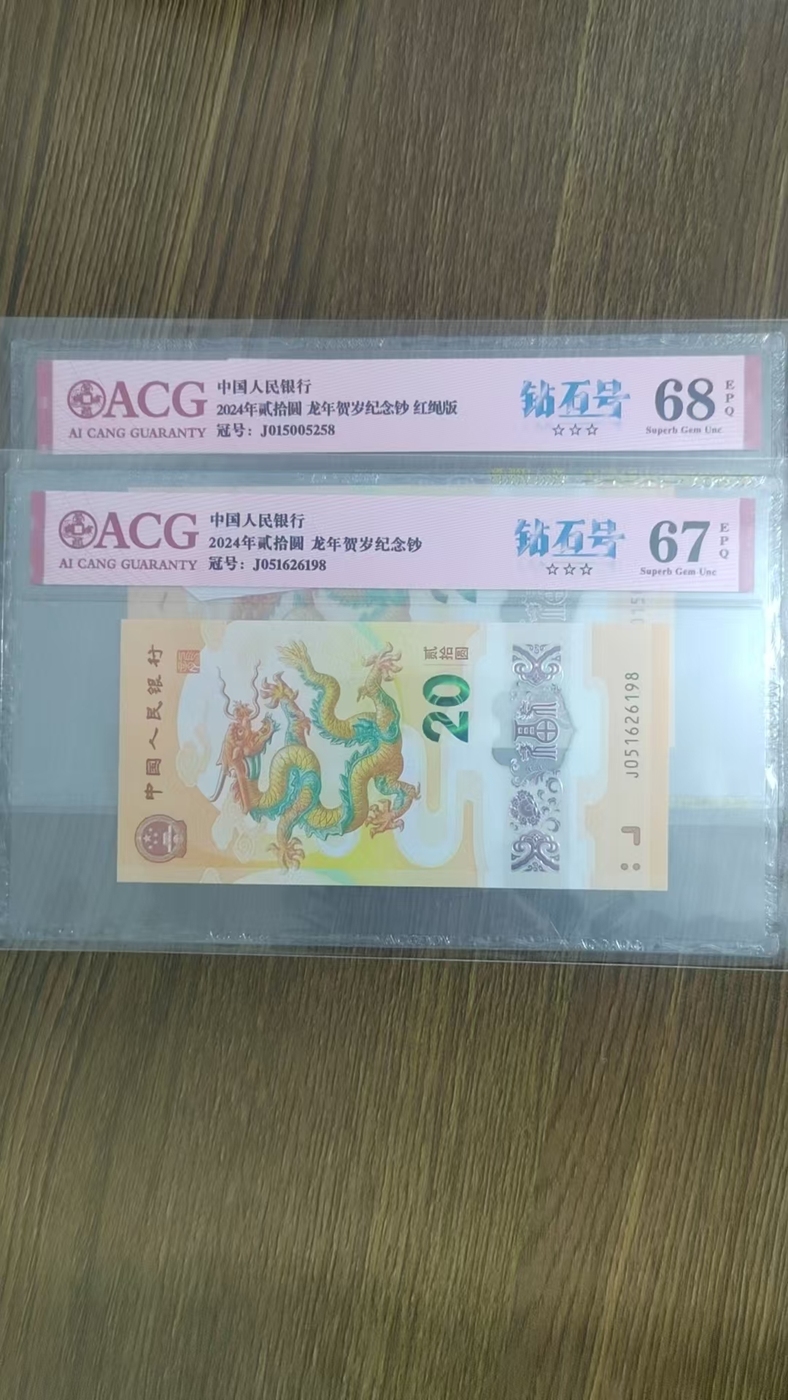 ACG
AI CANG GUARANTY
中国人民银行
2024年贰拾圆 龙年贺岁纪念钞 红绳版
冠号：J015005258
钻石号
☆☆☆
68
EPQ
Superb Gem Unc
ACG
AI CANG GUARANTY
中国人民银行
2024年贰拾圆 龙年贺岁纪念钞
冠号：J051626198
钻石号
☆☆☆
67
EPQ
Superb Gem Unc
中国人民银行
贰拾圆
20
福
J051626198